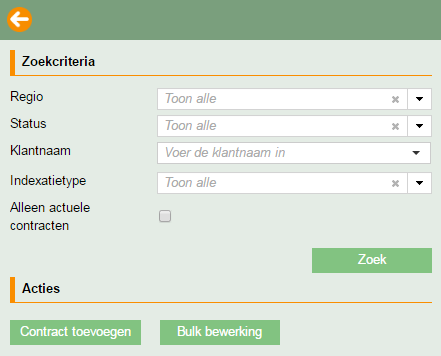 Zoekcriteria
Regio Toon alle
Status Toon alle
Klantnaam Voer de klantnaam in
Indexatietype Toon alle
Alleen actuele
contracten
Zoek
Acties
Contract toevoegen Bulk bewerking